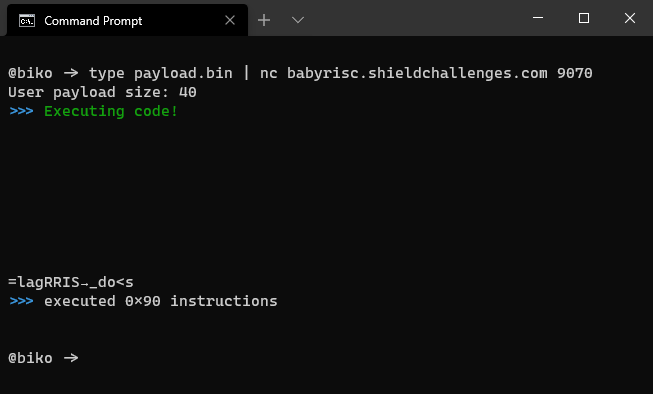 Command Prompt
@biko -> type payload.bin | nc babyrisc.shieldchallenges.com 9070
User payload size: 40
>>> Executing code!
=lagRRIS→_do<s
>>> executed 0×90 instructions
@biko ->